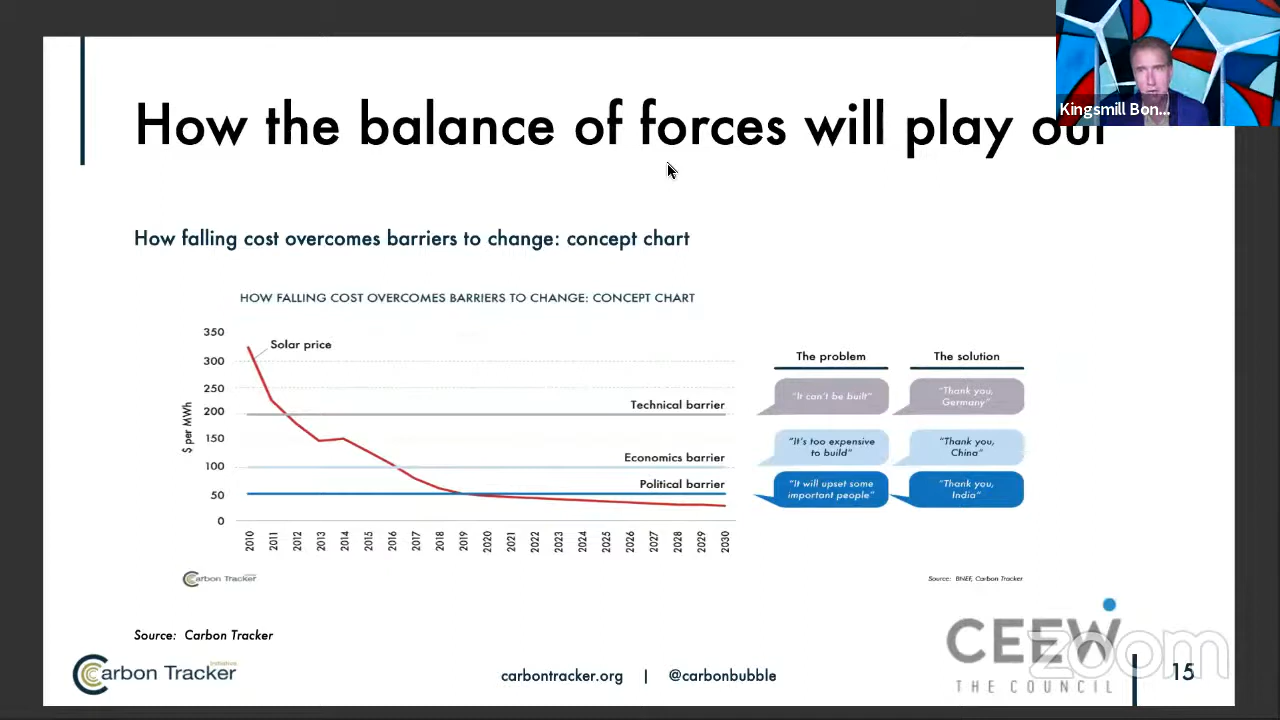 How the balance of forces will play out
Kingsmill Bon...
How falling cost overcomes barriers to change: concept chart
HOW FALLING COST OVERCOMES BARRIERS TO CHANGE: CONCEPT CHART
350
300
250
200
150
100
50
0
$ per MWh
Solar price
Technical barrier
Economics barrier
Political barrier
2010
2011
2012
2013
2014
2015
2016
2017
2018
2019
2020
2021
2022
2023
2024
2025
2026
2027
2028
2029
2030
The problem
The solution
"It can't be built"
"Thank you,
Germany"
"It's too expensive
to build"
"Thank you,
China"
"It will upset some
important people"
"Thank you,
India"
Carbon Tracker
Source: BNEF, Carbon Tracker
Source: Carbon Tracker
Carbon Tracker
Initiative
carbontracker.org | @carbonbubble
CEEW
THE COUNCIL
zoom
15